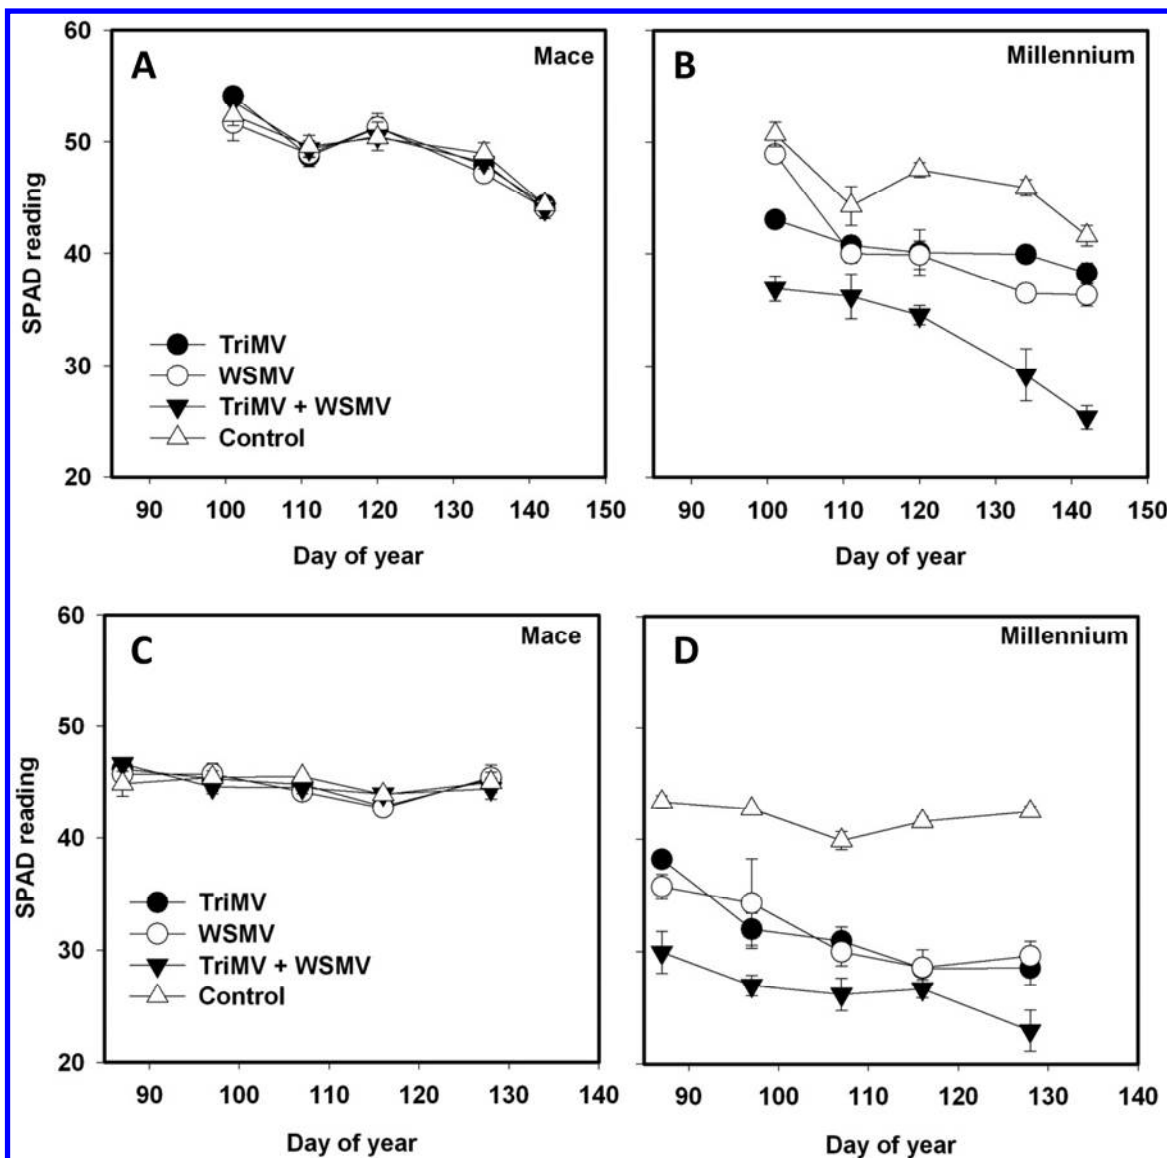 60
A
Mace
B
Millennium
50
SPAD reading
40
TriMV
WSMV
30
TriMV + WSMV
Control
20
90 100 110 120 130 140 150
90 100 110 120 130 140 150
Day of year
Day of year
60
C
Mace
D
Millennium
50
SPAD reading
40
TriMV
WSMV
30
TriMV + WSMV
Control
20
90 100 110 120 130 140
90 100 110 120 130 140
Day of year
Day of year